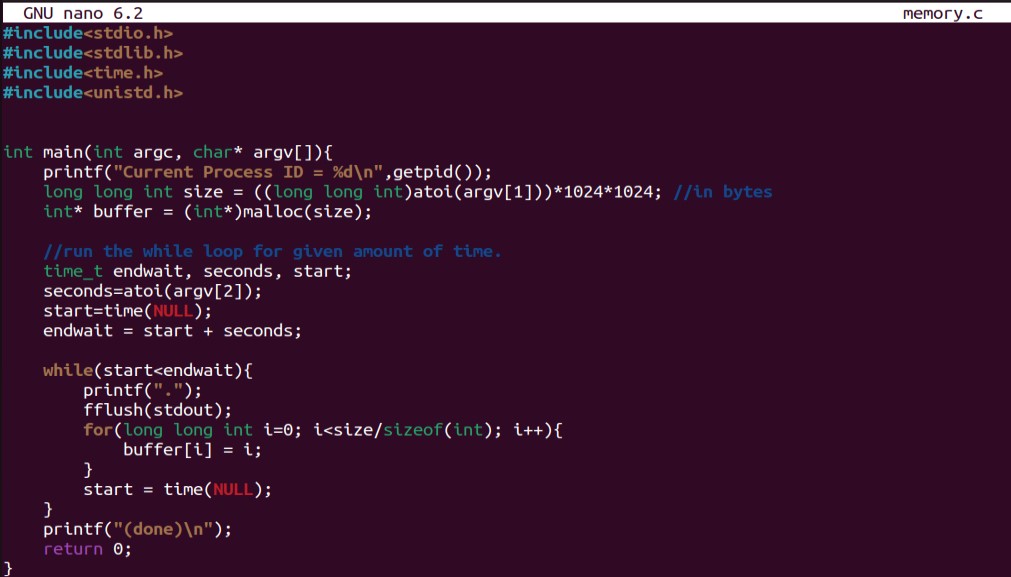 GNU nano 6.2 memory.c
#include<stdio.h>
#include<stdlib.h>
#include<time.h>
#include<unistd.h>
int main(int argc, char* argv[]){
    printf("Current Process ID = %d\n",getpid());
    long long int size = ((long long int)atoi(argv[1]))*1024*1024; //in bytes
    int* buffer = (int*)malloc(size);
    //run the while loop for given amount of time.
    time_t endwait, seconds, start;
    seconds=atoi(argv[2]);
    start=time(NULL);
    endwait = start + seconds;
    while(start<endwait){
        printf(".");
        fflush(stdout);
        for(long long int i=0; i<size/sizeof(int); i++){
            buffer[i] = i;
        }
        start = time(NULL);
    }
    printf("(done)\n");
    return 0;
}